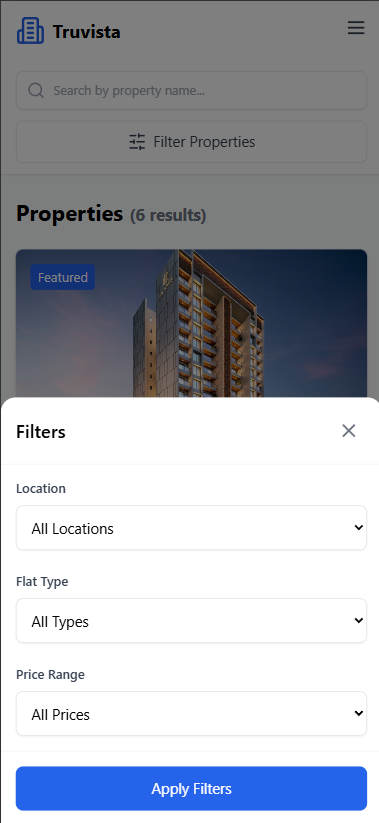 Truvista
Search by property name...
Filter Properties
Properties (6 results)
Featured
Filters
Location
All Locations
Flat Type
All Types
Price Range
All Prices
Apply Filters